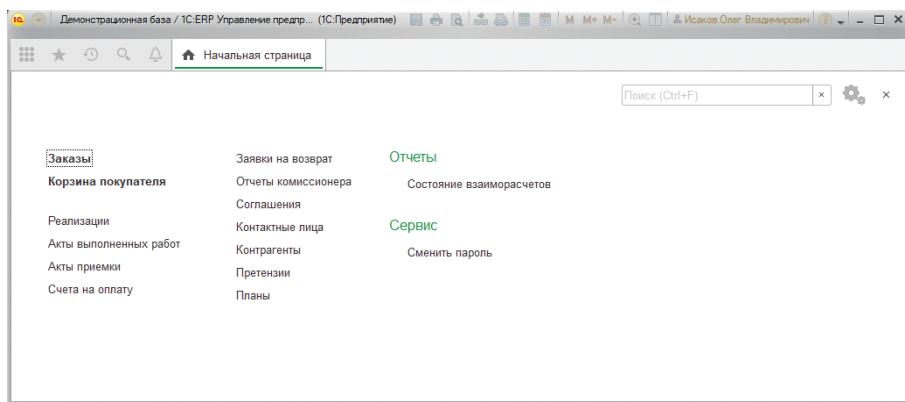 1С Демонстрационная база / 1С:ERP Управление предпр... (1С:Предприятие) 31 M M+ M- Исаков Олег Владимирович
Начальная страница
Поиск (Ctrl+F)
Заказы
Корзина покупателя
Реализации
Акты выполненных работ
Акты приемки
Счета на оплату
Заявки на возврат
Отчеты комиссионера
Соглашения
Контактные лица
Контрагенты
Претензии
Планы
Отчеты
Состояние взаиморасчетов
Сервис
Сменить пароль